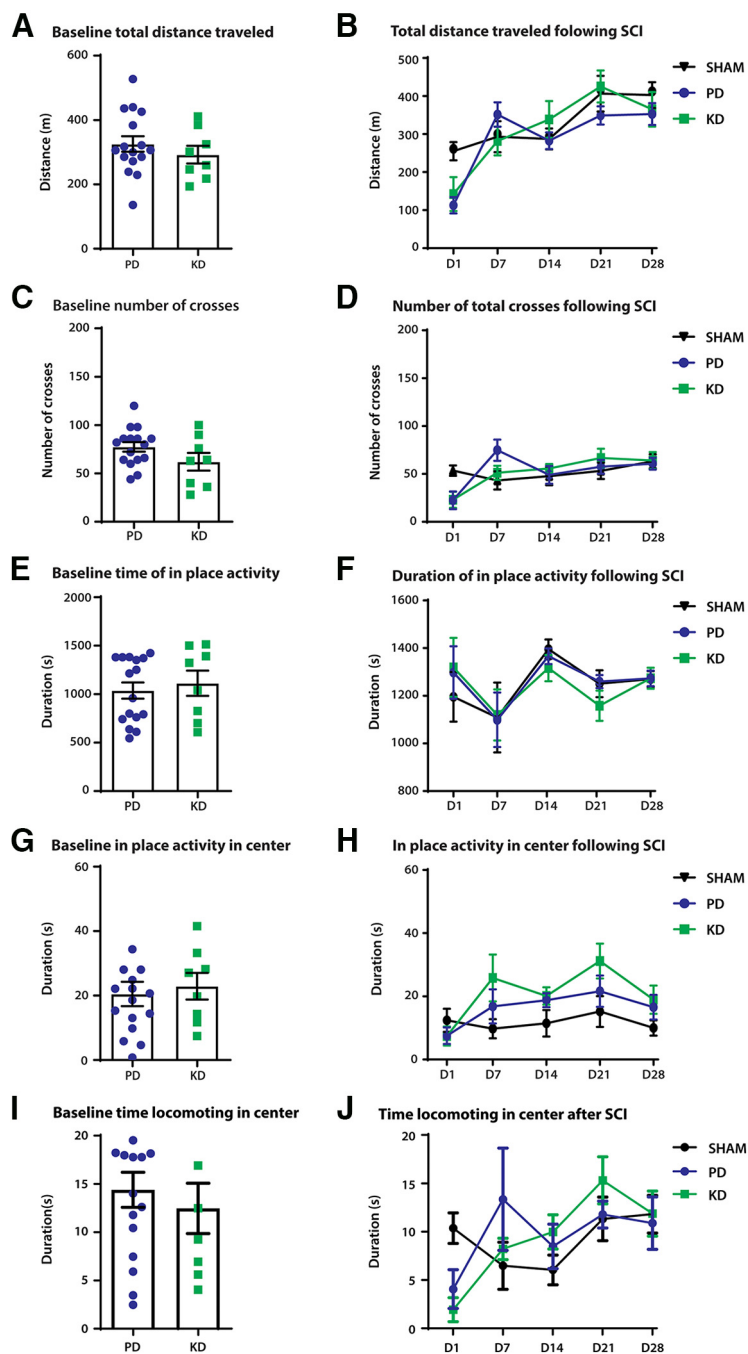 A Baseline total distance traveled
600
400
200
0
Distance (m)
PD KD
B Total distance traveled folowing SCI
500
400
300
200
100
0
Distance (m)
D1 D7 D14 D21 D28
SHAM
PD
KD
C Baseline number of crosses
200
150
100
50
0
Number of crosses
PD KD
D Number of total crosses following SCI
200
150
100
50
0
Number of crosses
D1 D7 D14 D21 D28
SHAM
PD
KD
E Baseline time of in place activity
2000
1500
1000
500
0
Duration (s)
PD KD
F Duration of in place activity following SCI
1600
1400
1200
1000
800
Duration (s)
D1 D7 D14 D21 D28
SHAM
PD
KD
G Baseline in place activity in center
60
40
20
0
Duration (s)
PD KD
H In place activity in center following SCI
60
40
20
0
Duration (s)
D1 D7 D14 D21 D28
SHAM
PD
KD
I Baseline time locomoting in center
20
15
10
5
0
Duration(s)
PD KD
J Time locomoting in center after SCI
20
15
10
5
0
Duration (s)
D1 D7 D14 D21 D28
SHAM
PD
KD